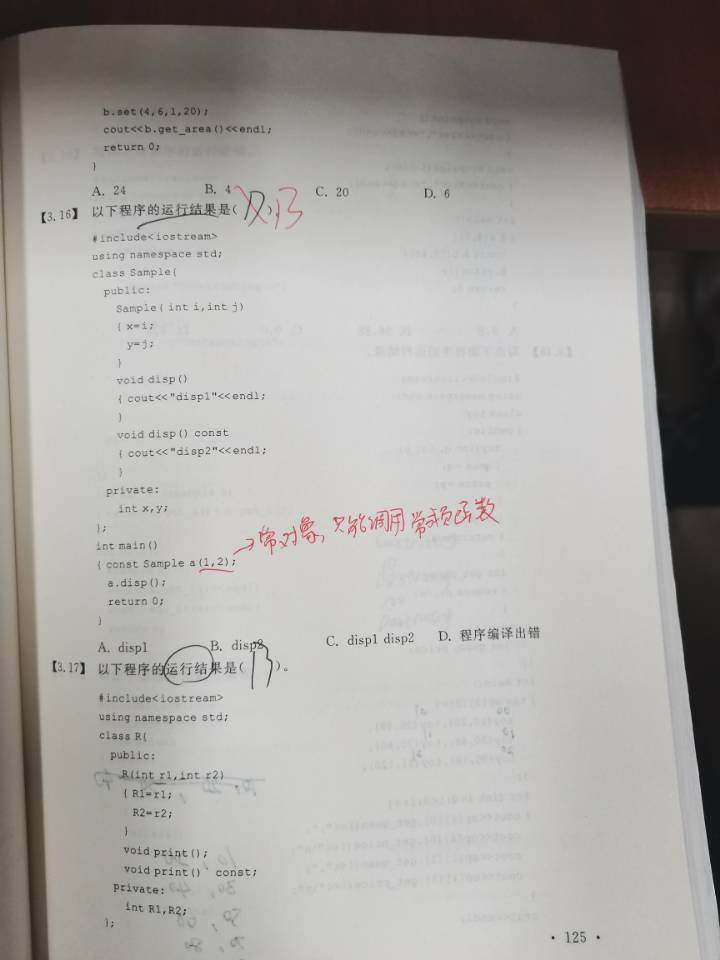 b.set(4,6,1,20);
cout<<b.get_area()<<endl;
return 0;
}
A. 24 B. 4 C. 20 D. 6
【3.16】 以下程序的运行结果是( B )。
#include<iostream>
using namespace std;
class Sample{
public:
Sample(int i,int j)
{ x=i;
y=j;
}
void disp()
{ cout<<"disp1"<<endl;
}
void disp() const
{ cout<<"disp2"<<endl;
}
private:
int x,y;
};
int main()
{ const Sample a(1,2); →常对象,只能调用常成员函数
a.disp();
return 0;
}
A. disp1 B. disp2 C. disp1 disp2 D. 程序编译出错
【3.17】 以下程序的运行结果是( B )。
#include<iostream>
using namespace std;
class R{
public:
R(int r1,int r2)
{ R1=r1;
R2=r2;
}
void print();
void print() const;
private:
int R1,R2;
};
· 125 ·